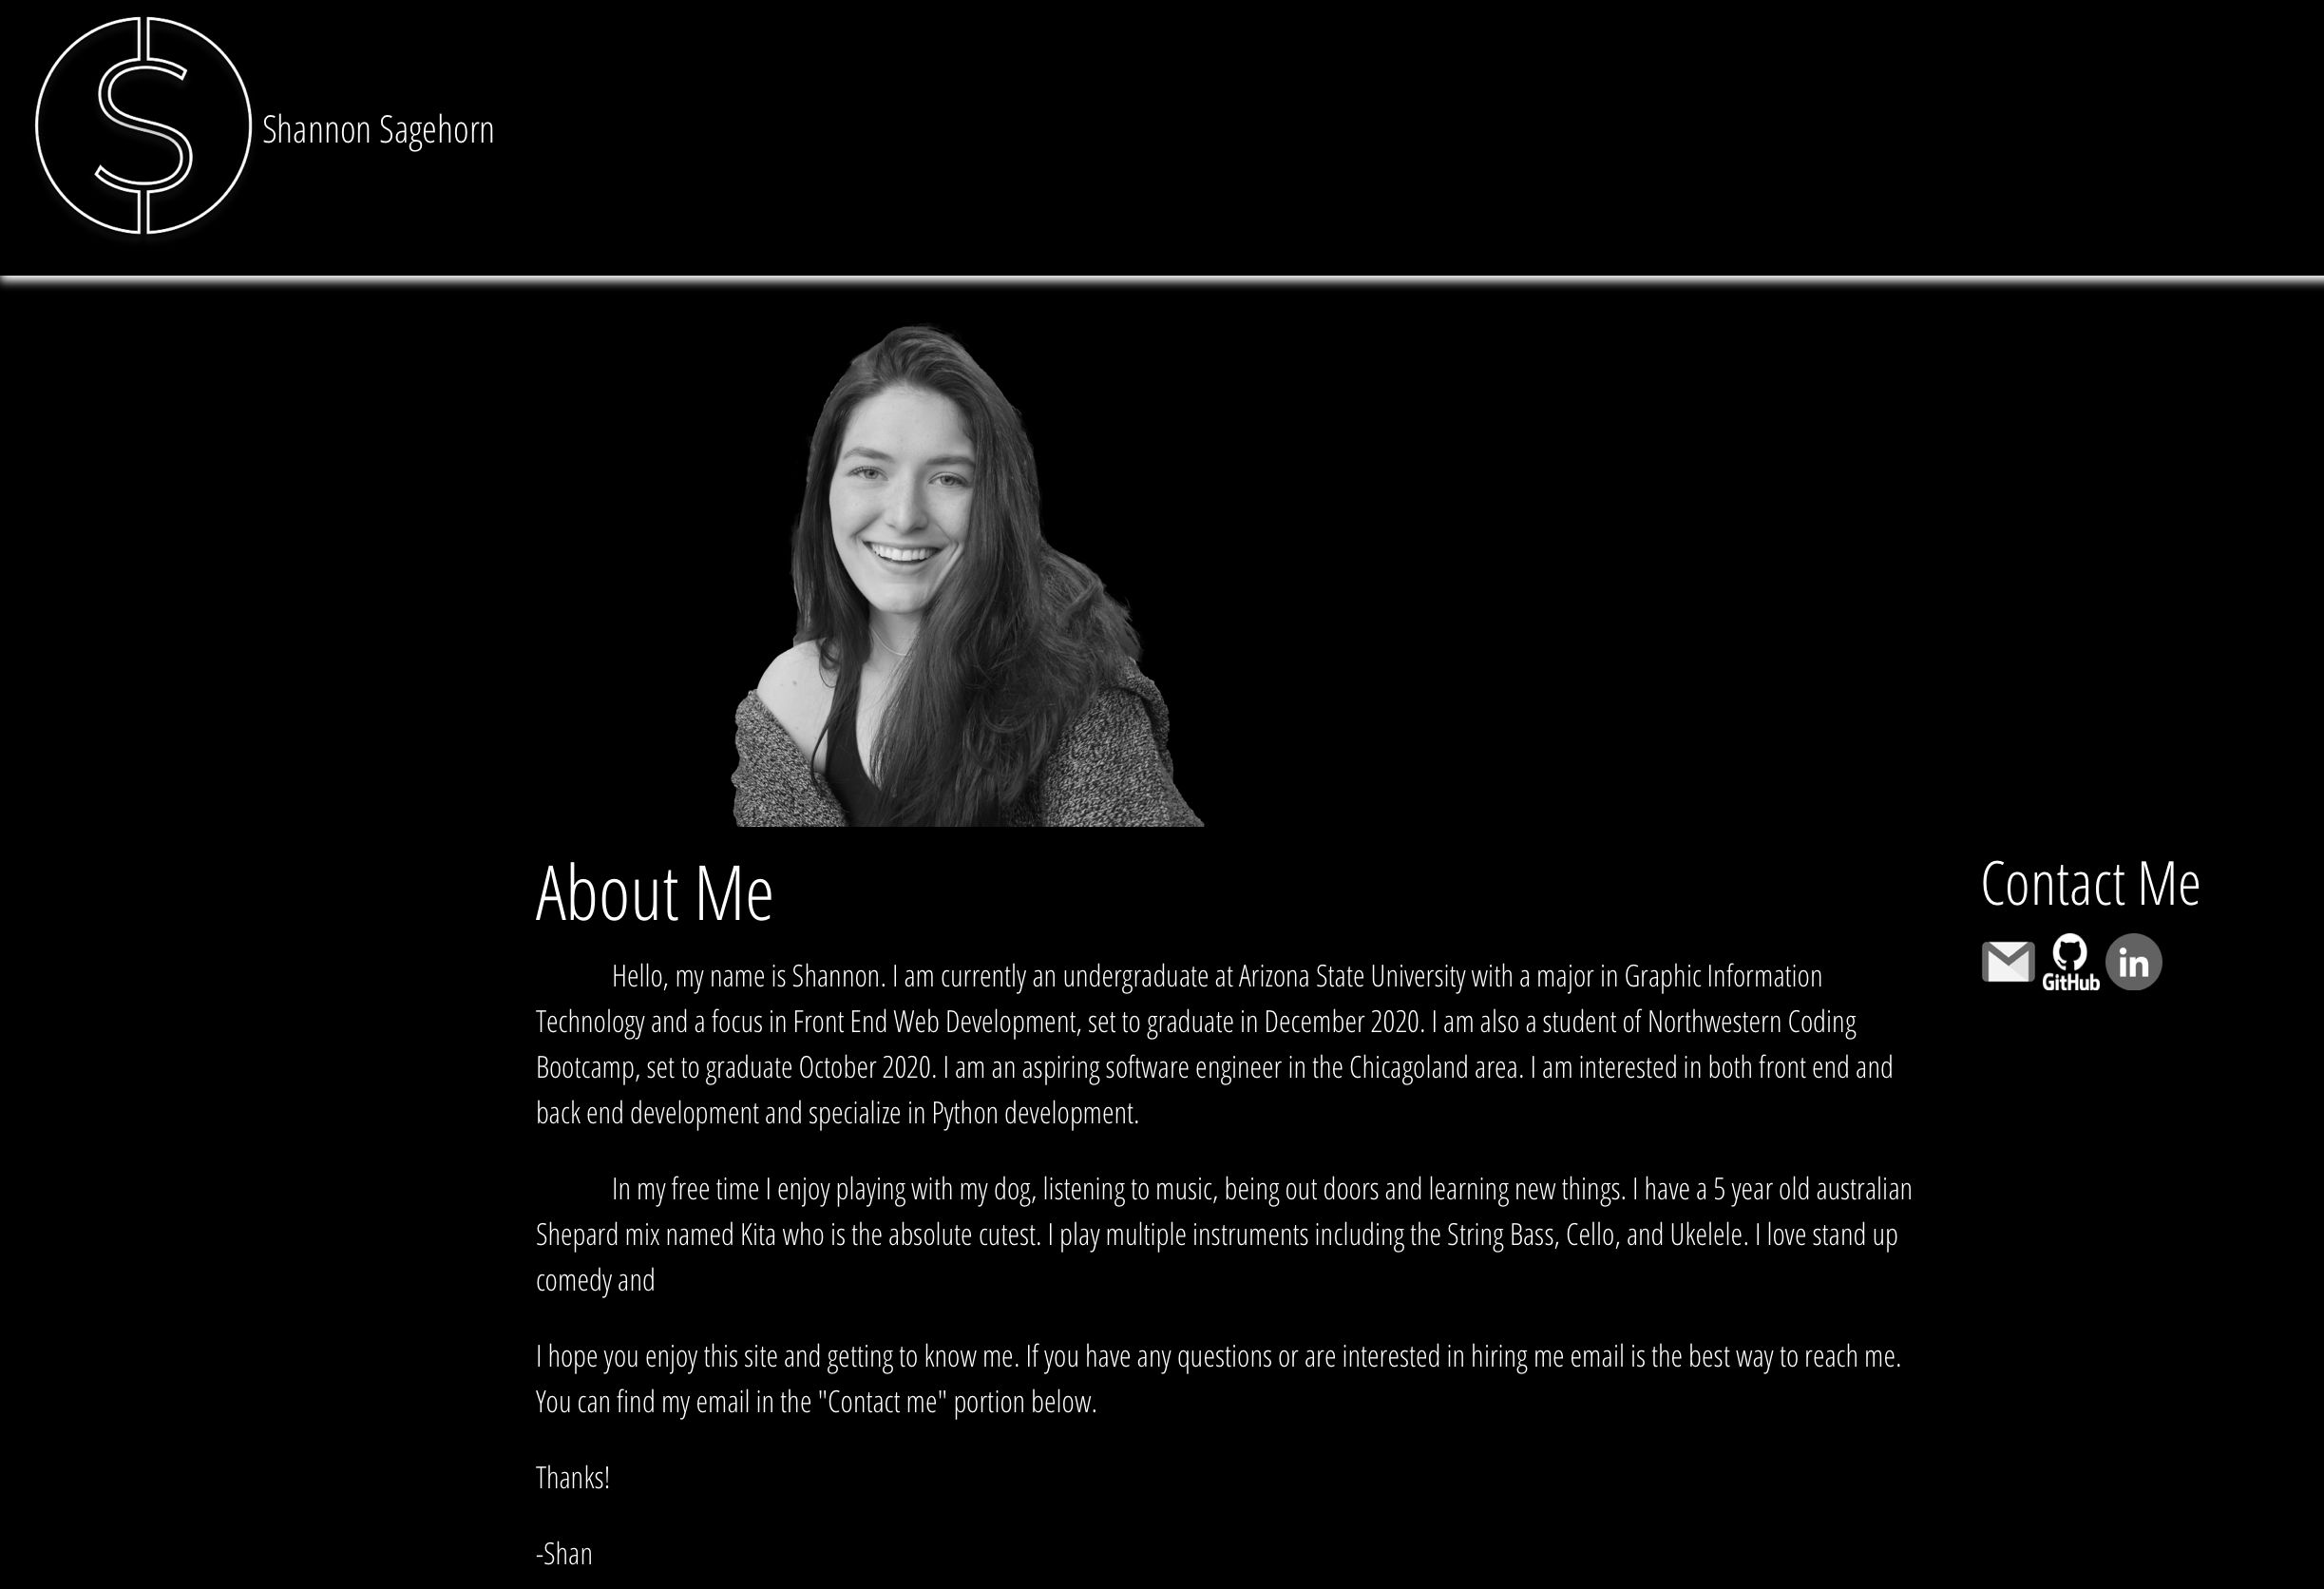 $
Shannon Sagehorn
About Me
Contact Me
GitHub
in
Hello, my name is Shannon. I am currently an undergraduate at Arizona State University with a major in Graphic Information
Technology and a focus in Front End Web Development, set to graduate in December 2020. I am also a student of Northwestern Coding
Bootcamp, set to graduate October 2020. I am an aspiring software engineer in the Chicagoland area. I am interested in both front end and
back end development and specialize in Python development.
In my free time I enjoy playing with my dog, listening to music, being out doors and learning new things. I have a 5 year old australian
Shepard mix named Kita who is the absolute cutest. I play multiple instruments including the String Bass, Cello, and Ukelele. I love stand up
comedy and
I hope you enjoy this site and getting to know me. If you have any questions or are interested in hiring me email is the best way to reach me.
You can find my email in the "Contact me" portion below.
Thanks!
-Shan